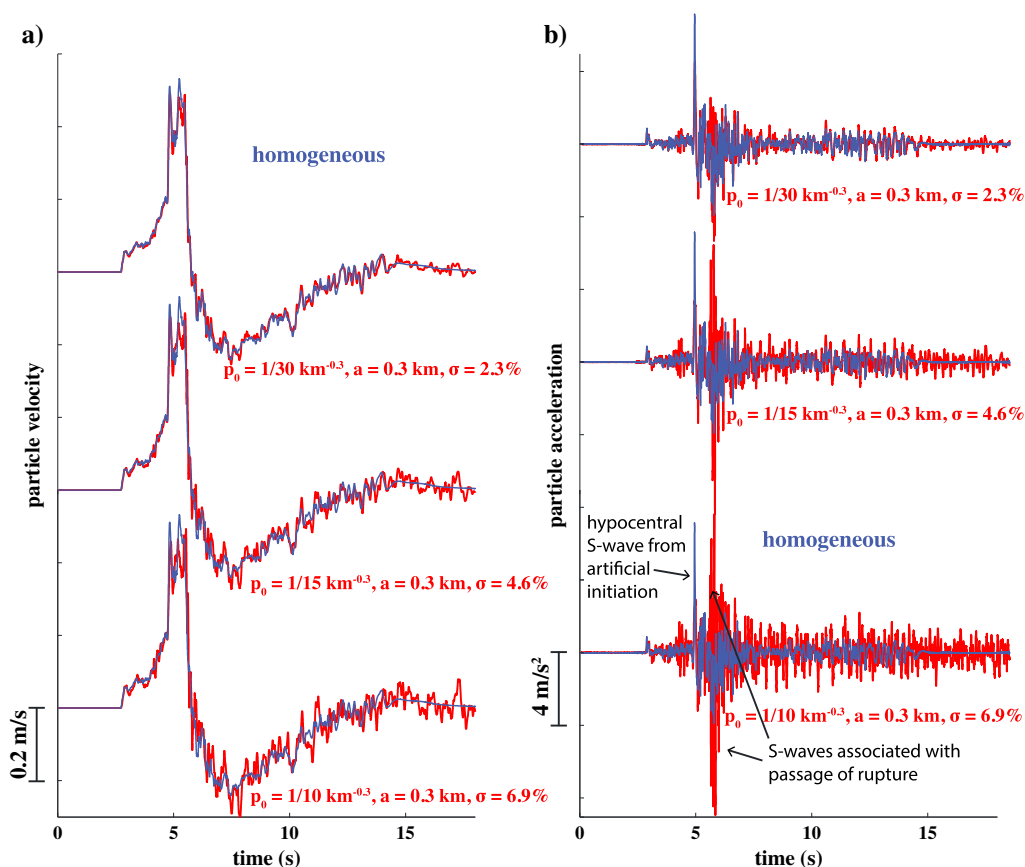 a)
particle velocity
homogeneous
p0 = 1/30 km-0.3, a = 0.3 km, σ = 2.3%
p0 = 1/15 km-0.3, a = 0.3 km, σ = 4.6%
p0 = 1/10 km-0.3, a = 0.3 km, σ = 6.9%
0.2 m/s
0 5 10 15
time (s)
b)
particle acceleration
p0 = 1/30 km-0.3, a = 0.3 km, σ = 2.3%
p0 = 1/15 km-0.3, a = 0.3 km, σ = 4.6%
hypocentral
S-wave from
artificial
initiation
homogeneous
4 m/s²
p0 = 1/10 km-0.3, a = 0.3 km, σ = 6.9%
S-waves associated with
passage of rupture
0 5 10 15
time (s)